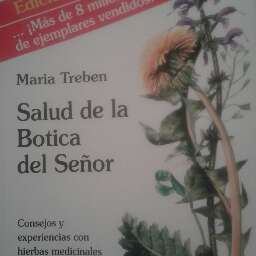 ... ¡Más de 8
de ejemplares vendidos!
Maria Treben
Salud de la
Botica
del Señor
Consejos y
experiencias con
hierbas medicinales